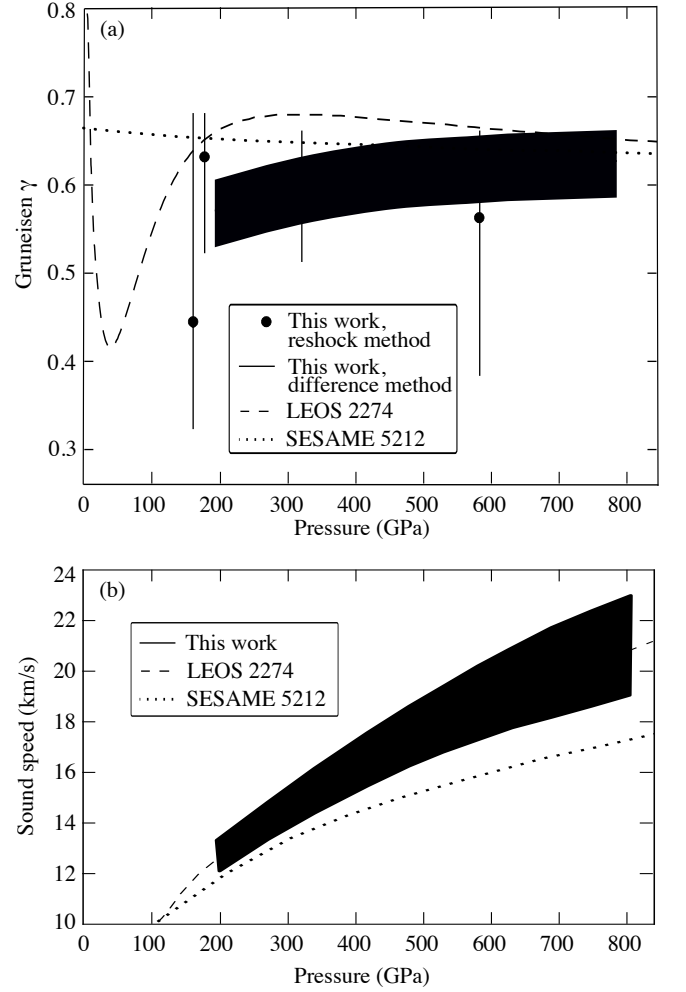 (a)
0.8
0.7
0.6
0.5
0.4
0.3
Gruneisen γ
This work,
reshock method
This work,
difference method
LEOS 2274
SESAME 5212
0 100 200 300 400 500 600 700 800
Pressure (GPa)
(b)
24
22
20
18
16
14
12
10
Sound speed (km/s)
This work
LEOS 2274
SESAME 5212
0 100 200 300 400 500 600 700 800
Pressure (GPa)